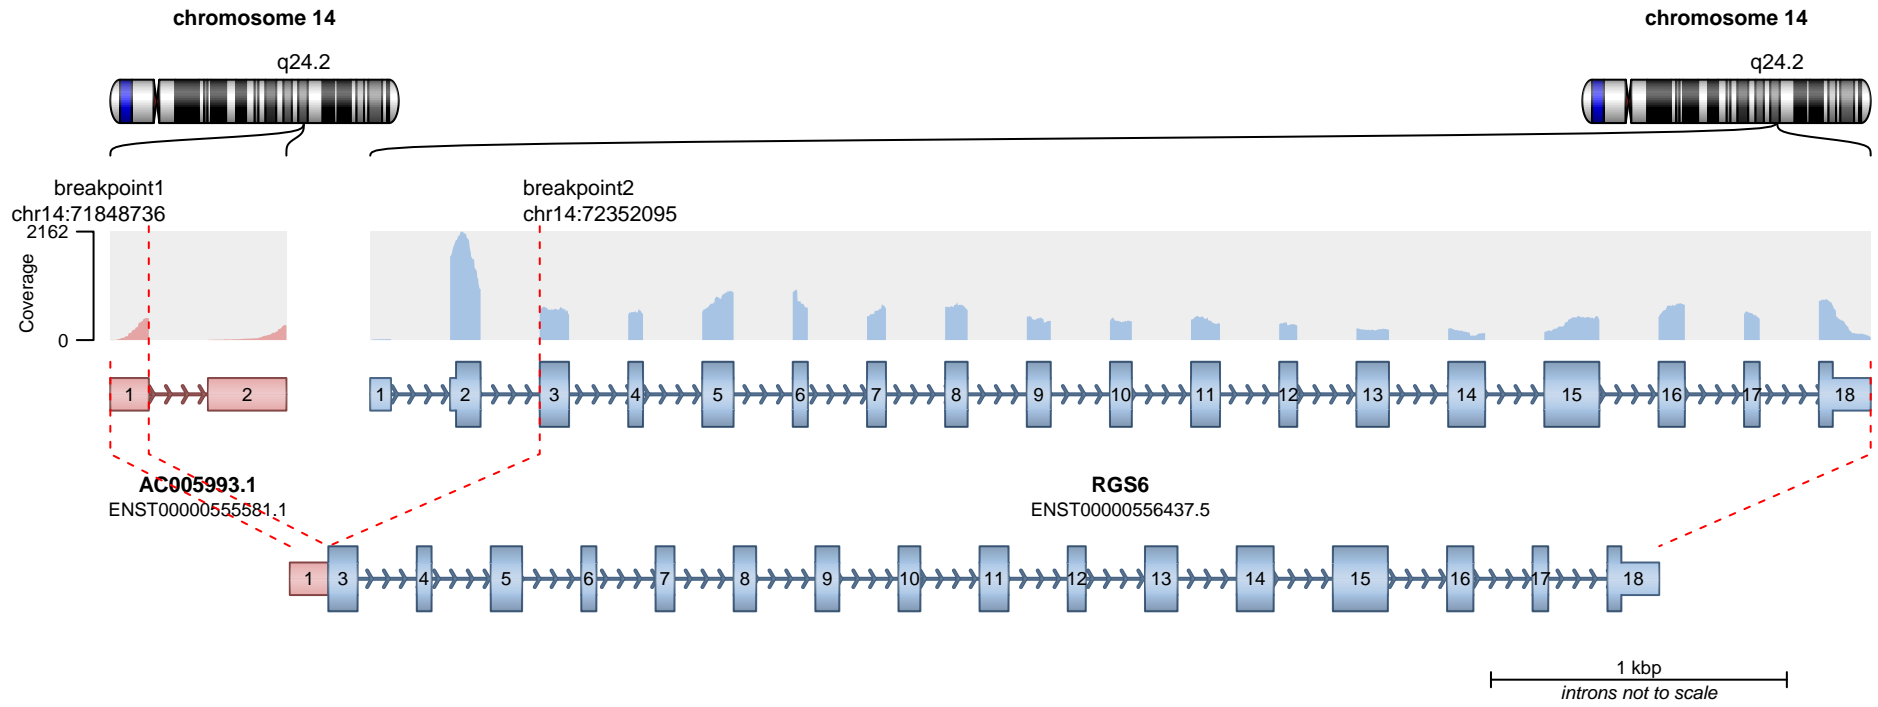 chromosome 14
chromosome 14
q24.2
q24.2
breakpoint1
chr14:71848736
breakpoint2
chr14:72352095
2162
Coverage
0
1 2
1 2 3 4 5 6 7 8 9 10 11 12 13 14 15 16 17 18
AC005993.1
ENST00000555581.1
RGS6
ENST00000556437.5
1 3 4 5 6 7 8 9 10 11 12 13 14 15 16 17 18
1 kbp
introns not to scale